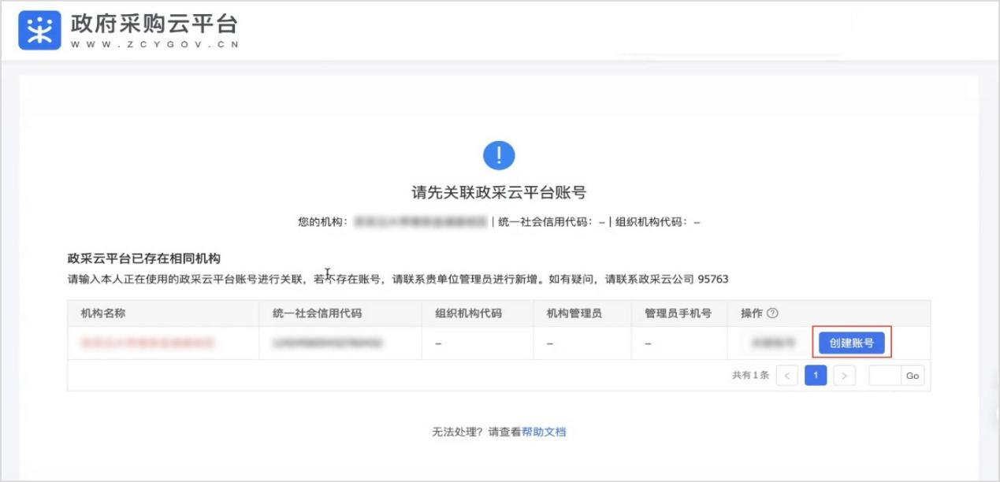 政府采购云平台
WWW.ZCYGOV.CN
请先关联政采云平台账号
您的机构： | 统一社会信用代码：– | 组织机构代码：–
政采云平台已存在相同机构
请输入本人正在使用的政采云平台账号进行关联，若不存在账号，请联系贵单位管理员进行新增。如有疑问，请联系政采云公司 95763
机构名称 统一社会信用代码 组织机构代码 机构管理员 管理员手机号 操作 ?
– – – 创建账号
共有 1 条 < 1 > Go
无法处理？请查看帮助文档